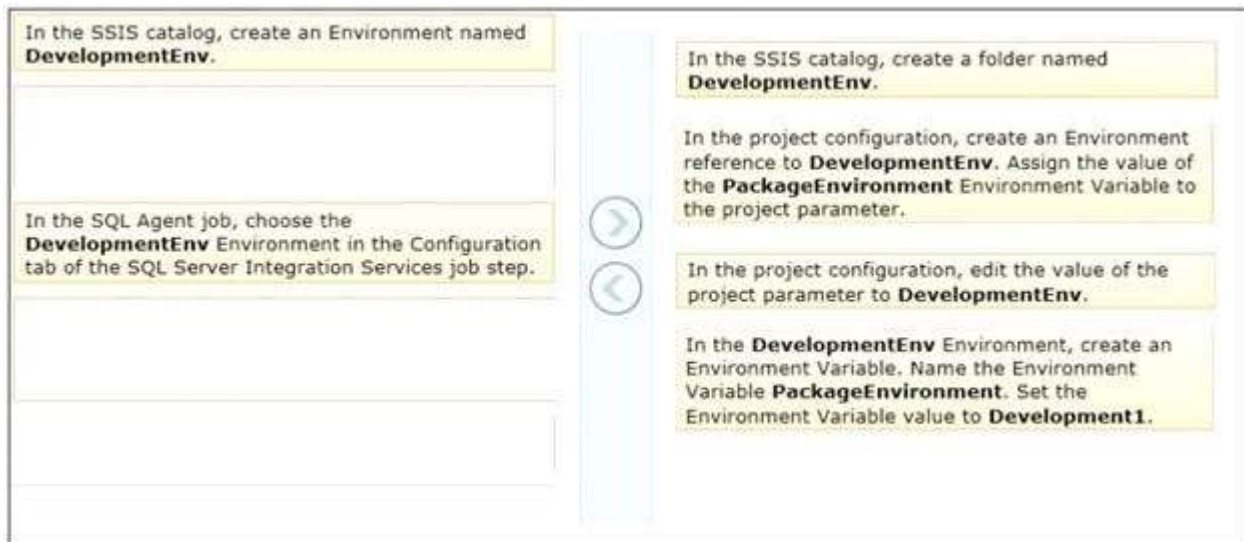 In the SSIS catalog, create an Environment named
DevelopmentEnv.
In the SQL Agent job, choose the
DevelopmentEnv Environment in the Configuration
tab of the SQL Server Integration Services job step.
In the SSIS catalog, create a folder named
DevelopmentEnv.
In the project configuration, create an Environment
reference to DevelopmentEnv. Assign the value of
the PackageEnvironment Environment Variable to
the project parameter.
In the project configuration, edit the value of the
project parameter to DevelopmentEnv.
In the DevelopmentEnv Environment, create an
Environment Variable. Name the Environment
Variable PackageEnvironment. Set the
Environment Variable value to Development1.